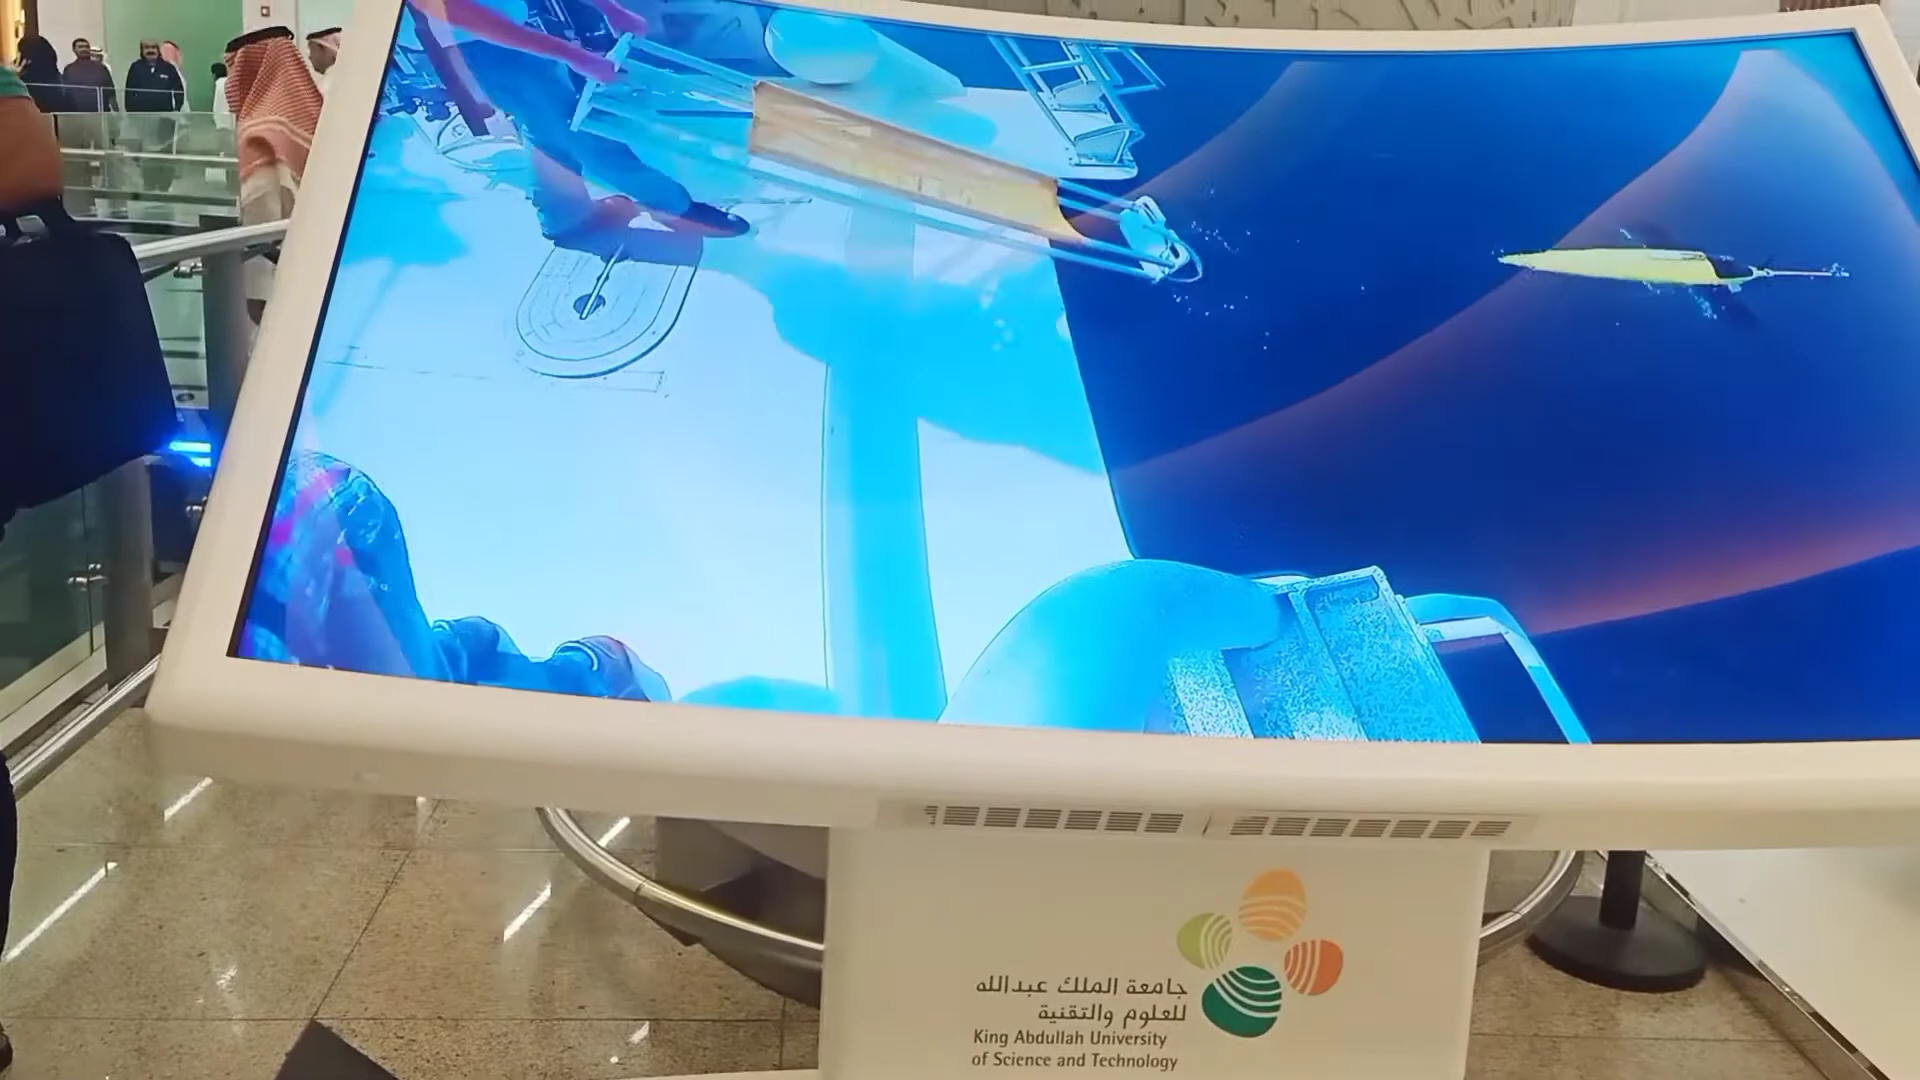 جامعة الملك عبدالله
للعلوم والتقنية
King Abdullah University
of Science and Technology